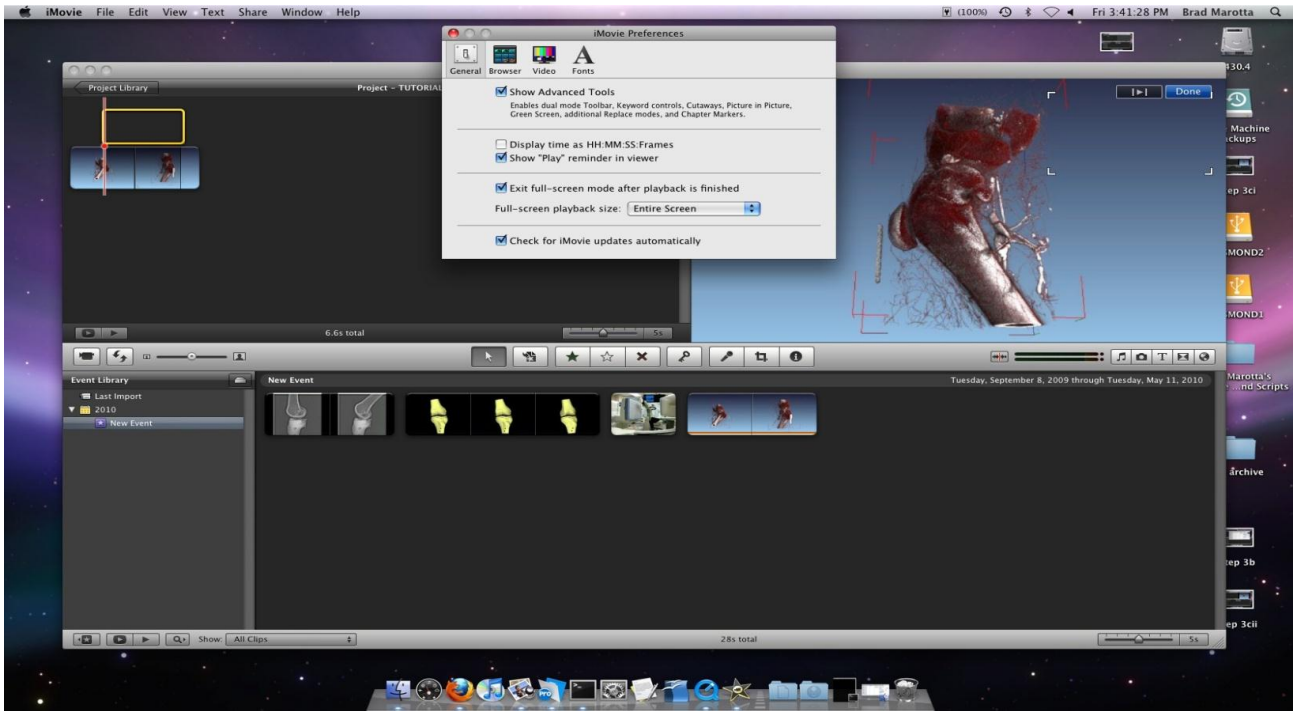 iMovie File Edit View Text Share Window Help
(100%) Fri 3:41:28 PM Brad Marotta
iMovie Preferences
General Browser Video Fonts
Show Advanced Tools
Enables dual mode Toolbar, Keyword controls, Cutaways, Picture in Picture,
Green Screen, additional Replace modes, and Chapter Markers.
Display time as HH:MM:SS:Frames
Show "Play" reminder in viewer
Exit full-screen mode after playback is finished
Full-screen playback size: Entire Screen
Check for iMovie updates automatically
Project Library
Project - TUTORIAL
Done
6.6s total
5s
Event Library
Last Import
2010
New Event
New Event
Tuesday, September 8, 2009 through Tuesday, May 11, 2010
Show: All Clips
28s total
5s
430.4
Machine
ackups
ep 3ci
SMOND2
SMOND1
Marotta's
...nd Scripts
archive
tep 3b
ep 3cii